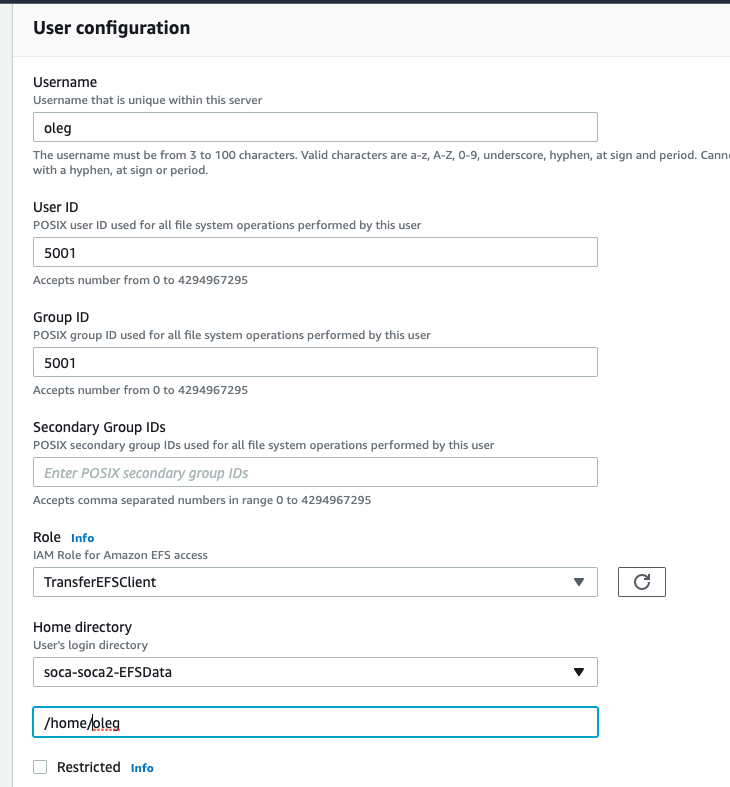 User configuration
Username
Username that is unique within this server
oleg
The username must be from 3 to 100 characters. Valid characters are a-z, A-Z, 0-9, underscore, hyphen, at sign and period. Cann
with a hyphen, at sign or period.
User ID
POSIX user ID used for all file system operations performed by this user
5001
Accepts number from 0 to 4294967295
Group ID
POSIX group ID used for all file system operations performed by this user
5001
Accepts number from 0 to 4294967295
Secondary Group IDs
POSIX secondary group IDs used for all file system operations performed by this user
Enter POSIX secondary group IDs
Accepts comma separated numbers in range 0 to 4294967295
Role Info
IAM Role for Amazon EFS access
TransferEFSClient
Home directory
User's login directory
soca-soca2-EFSData
/home/oleg
Restricted Info